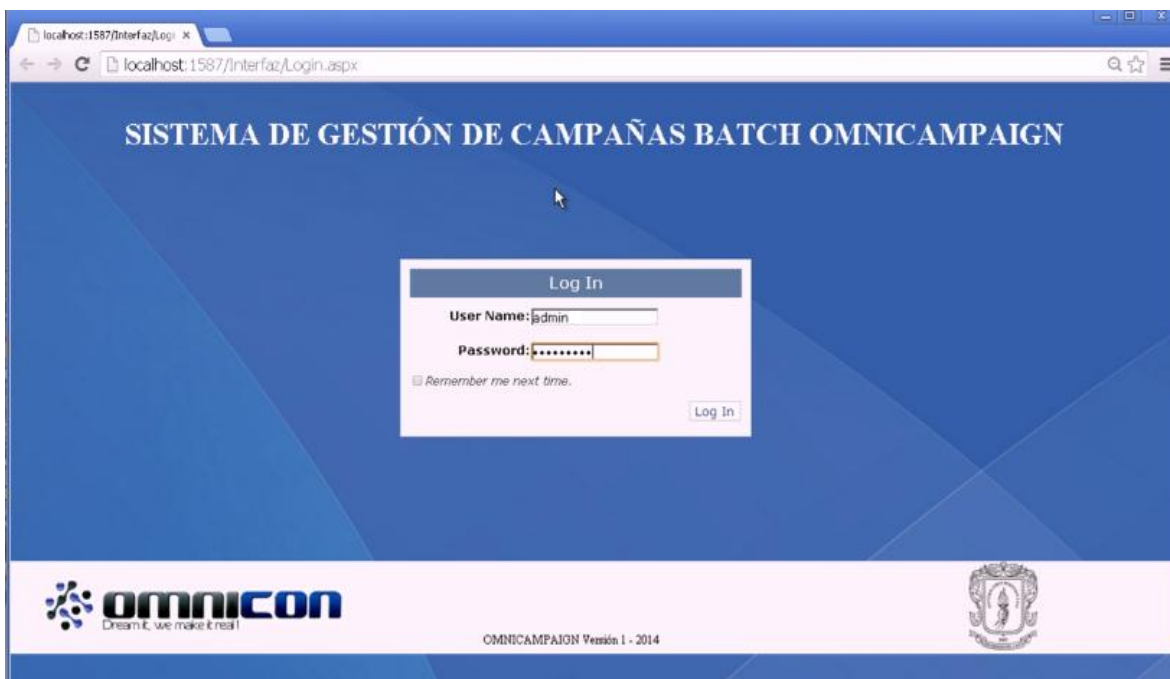 localhost:1587/Interfaz/Logi
localhost:1587/Interfaz/Login.aspx
SISTEMA DE GESTIÓN DE CAMPAÑAS BATCH OMNICAMPAIGN
Log In
User Name: admin
Password: •••••••••
Remember me next time.
Log In
omnicon
Dream it, we make it real!
OMNICAMPAIGN Versión 1 - 2014